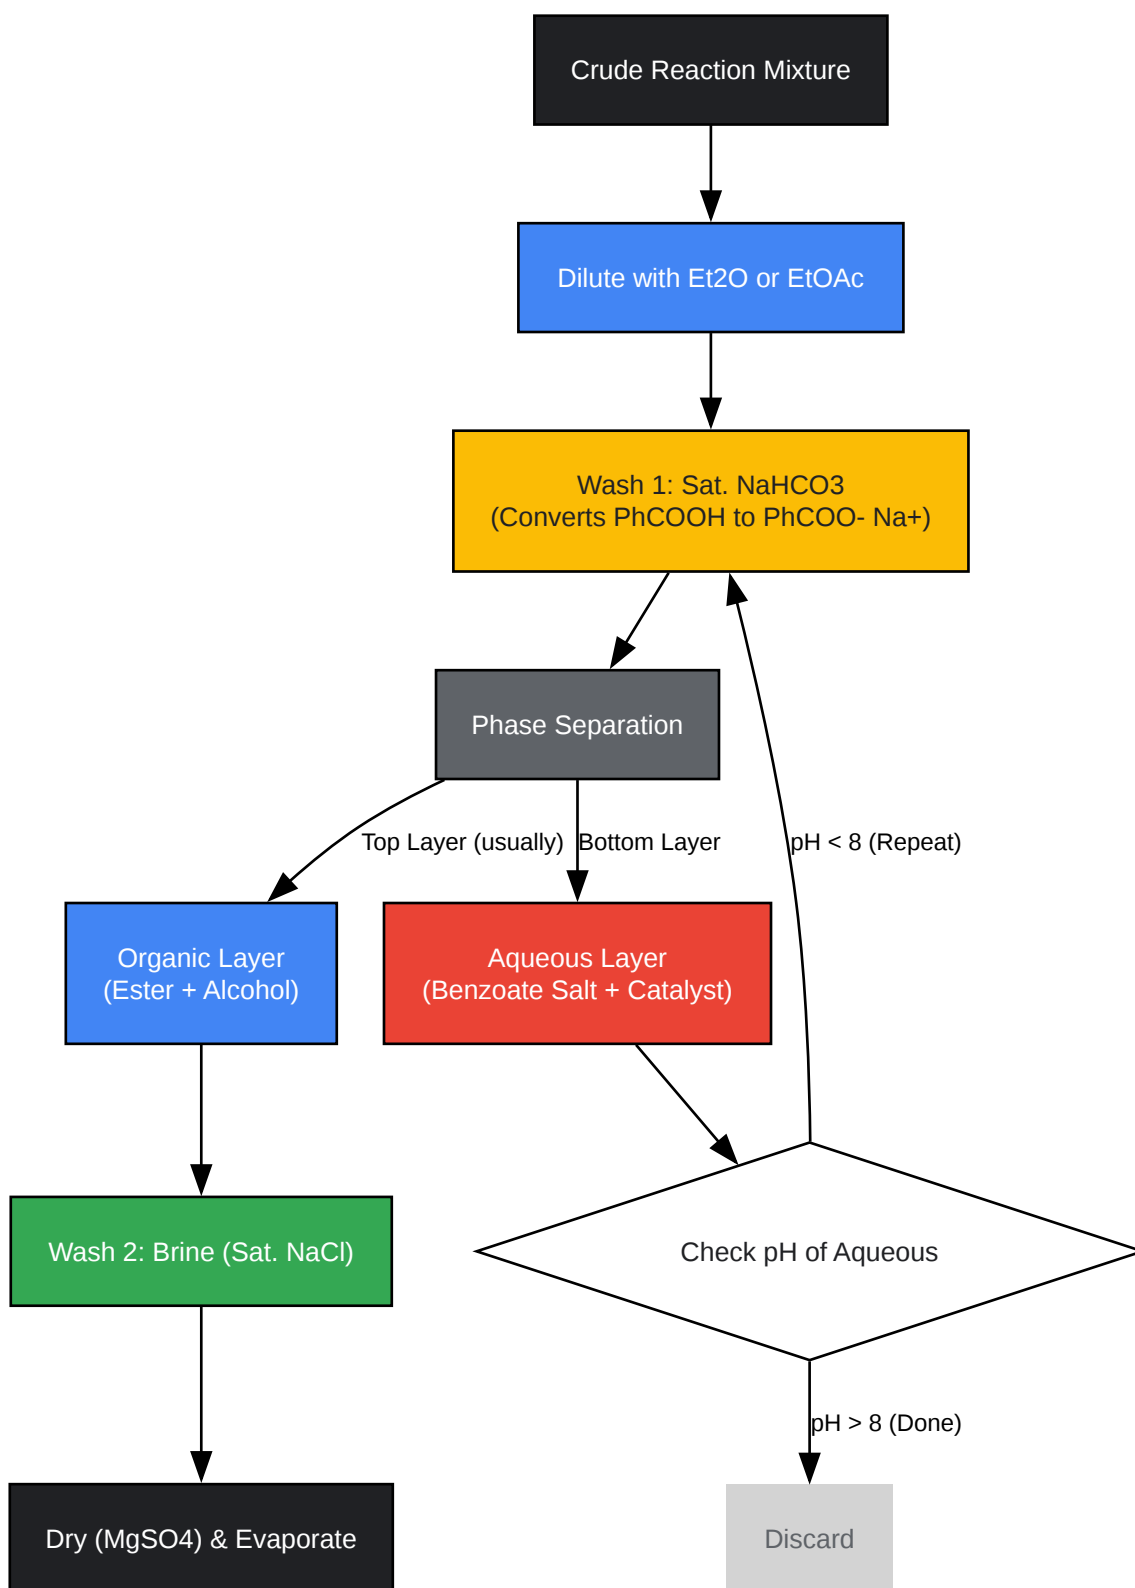 Crude Reaction Mixture
Dilute with Et2O or EtOAc
Wash 1: Sat. NaHCO3
(Converts PhCOOH to PhCOO- Na+)
Phase Separation
Top Layer (usually)
Bottom Layer
pH < 8 (Repeat)
Organic Layer
(Ester + Alcohol)
Aqueous Layer
(Benzoate Salt + Catalyst)
Wash 2: Brine (Sat. NaCl)
Check pH of Aqueous
pH > 8 (Done)
Dry (MgSO4) & Evaporate
Discard